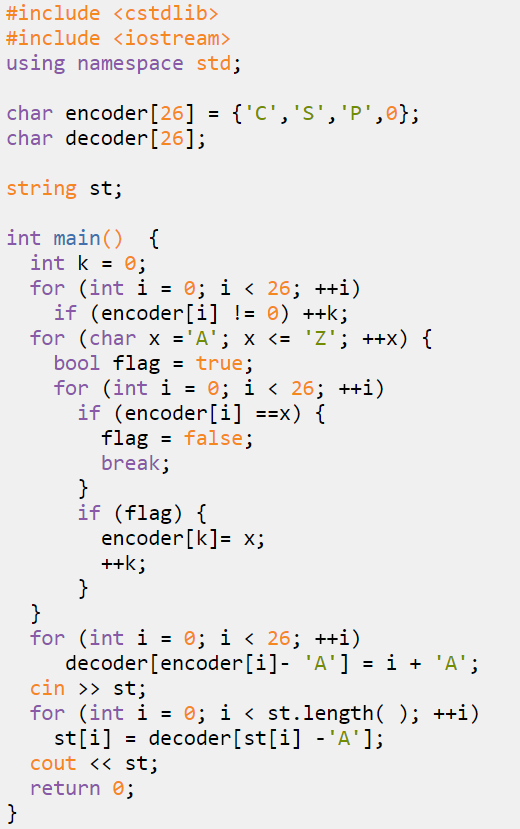 #include <cstdlib>
#include <iostream>
using namespace std;

char encoder[26] = {'C','S','P',0};
char decoder[26];

string st;

int main()  {
  int k = 0;
  for (int i = 0; i < 26; ++i)
    if (encoder[i] != 0) ++k;
  for (char x ='A'; x <= 'Z'; ++x) {
    bool flag = true;
    for (int i = 0; i < 26; ++i)
      if (encoder[i] ==x) {
        flag = false;
        break;
      }
      if (flag) {
        encoder[k]= x;
        ++k;
      }
  }
  for (int i = 0; i < 26; ++i)
     decoder[encoder[i]- 'A'] = i + 'A';
  cin >> st;
  for (int i = 0; i < st.length( ); ++i)
    st[i] = decoder[st[i] -'A'];
  cout << st;
  return 0;
}